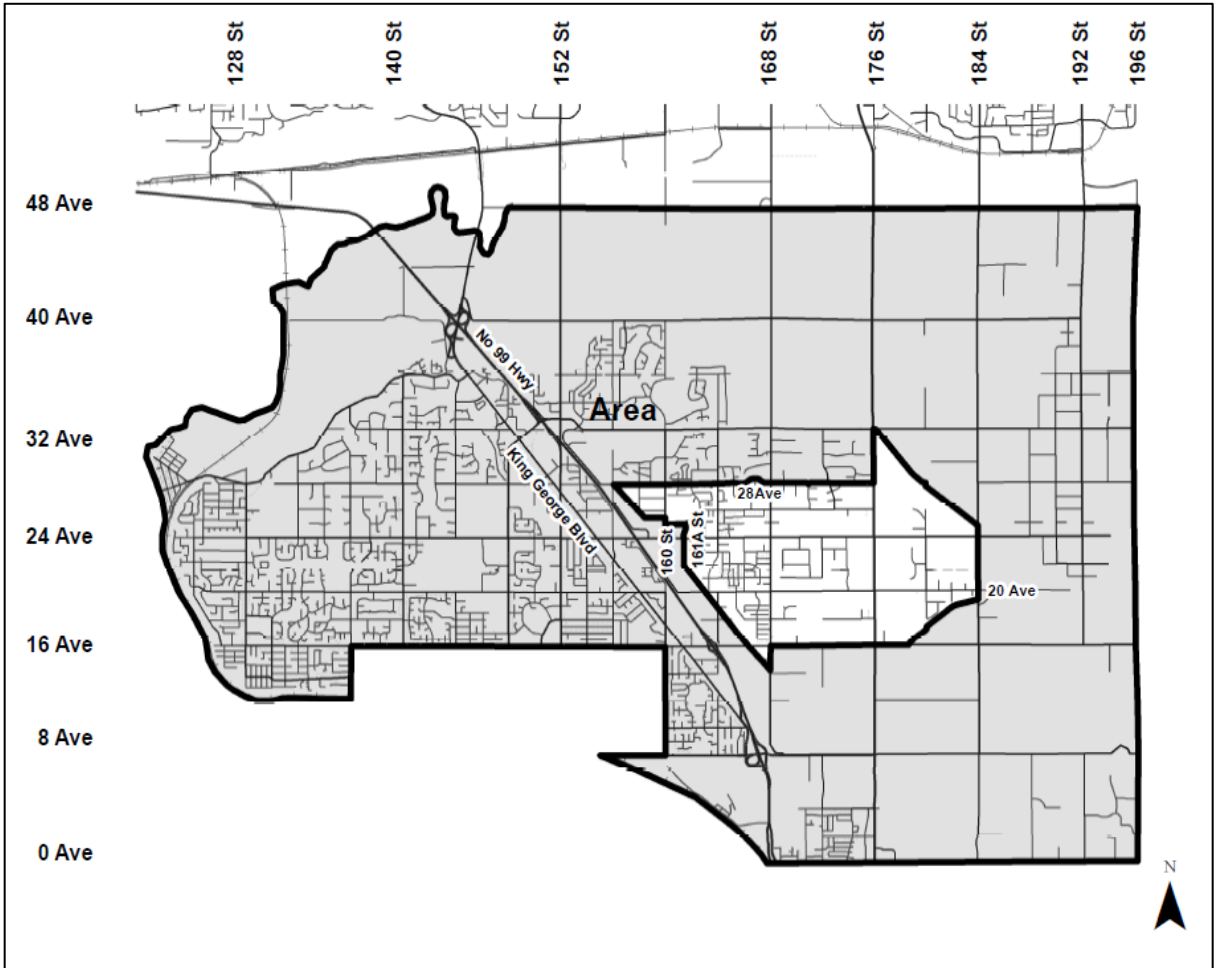 128 St
140 St
152 St
168 St
176 St
184 St
192 St
196 St
48 Ave
40 Ave
No 99 Hwy
Area
32 Ave
King George Blvd
28Ave
24 Ave
160 St
161A St
20 Ave
16 Ave
8 Ave
0 Ave
N